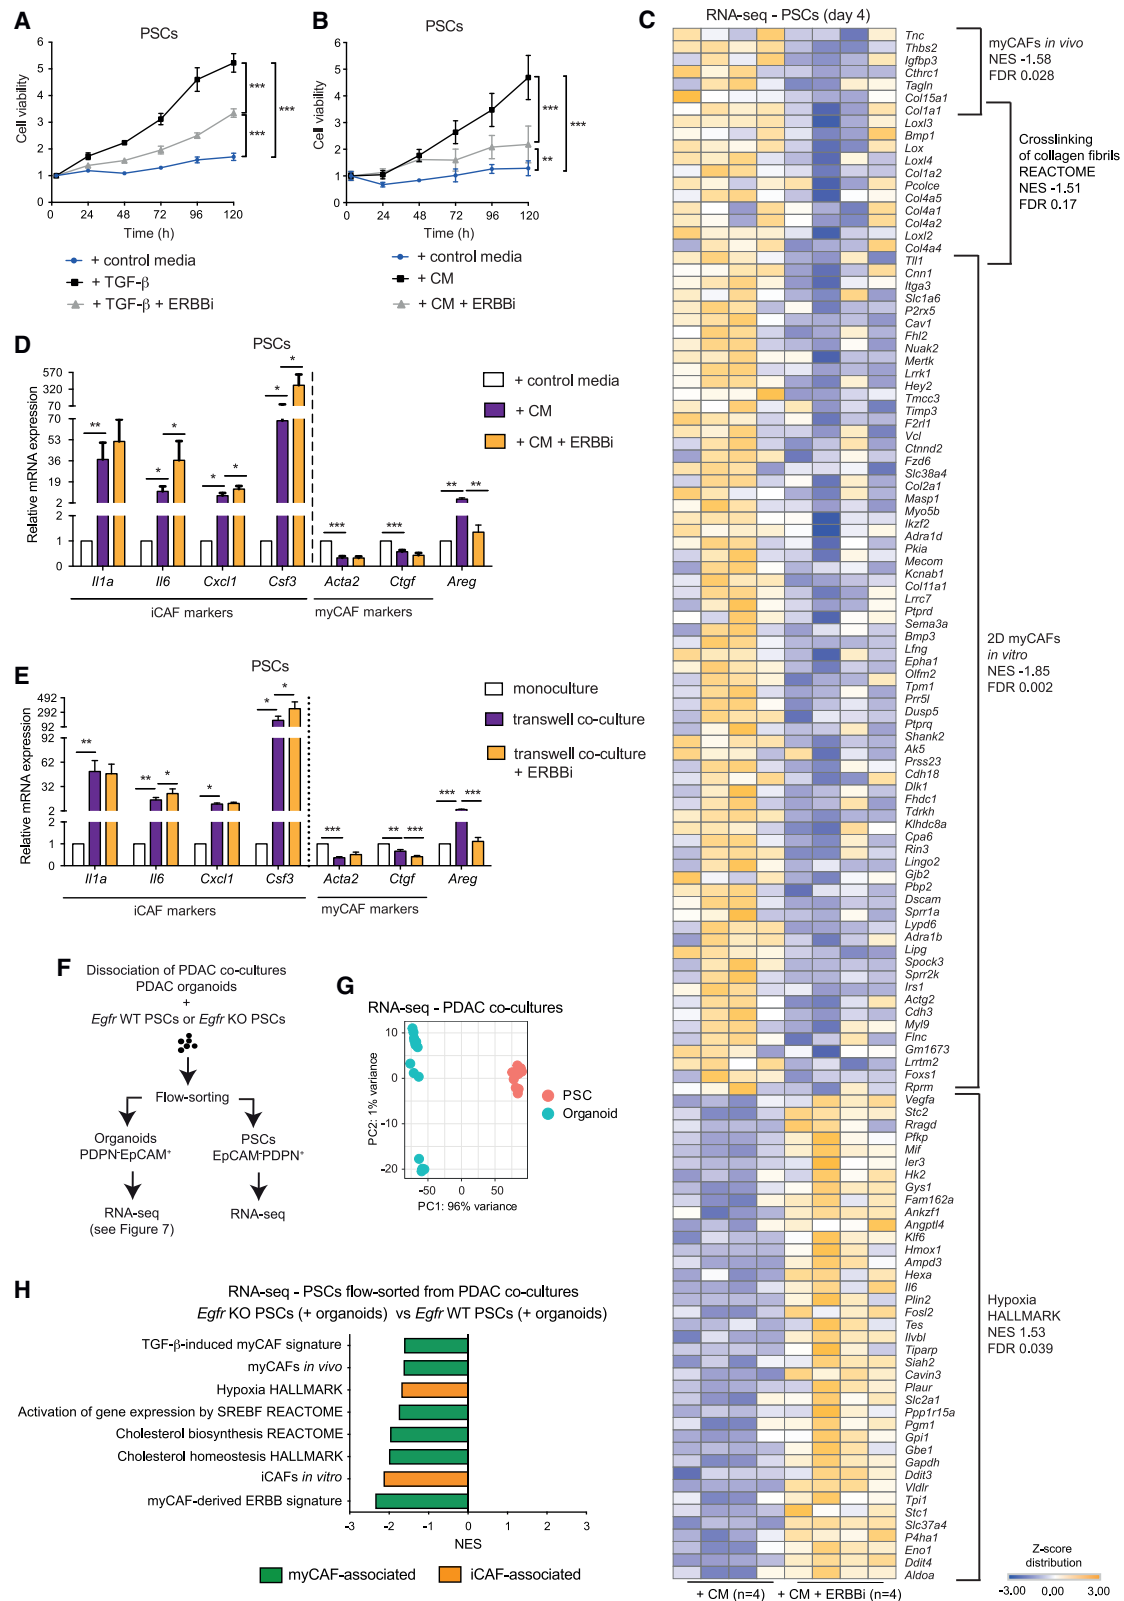 A
PSCs
Cell viability
6
5
4
3
2
1
0
0
24
48
72
96
120
Time (h)
***
***
***
+ control media
+ TGF-β
+ TGF-β + ERBBi
B
PSCs
Cell viability
6
5
4
3
2
1
0
0
24
48
72
96
120
Time (h)
***
**
***
+ control media
+ CM
+ CM + ERBBi
C
RNA-seq - PSCs (day 4)
Tnc
Thbs2
Igfbp3
Cthrc1
Tagln
Col15a1
Col1a1
Loxl3
Bmp1
Lox
Loxl4
Col1a2
Pcolce
Col4a5
Col4a1
Col4a2
Loxl2
Col4a4
Tll1
Cnn1
Itga3
Slc1a6
P2rx5
Cav1
Fhl2
Nuak2
Mertk
Lrrk1
Hey2
Tmcc3
Timp3
F2rl1
Vcl
Ctnnd2
Fzd6
Slc38a4
Col2a1
Masp1
Myo5b
Ikzf2
Adra1d
Pkia
Mecom
Kcnab1
Col11a1
Lrrc7
Ptprd
Sema3a
Bmp3
Lfng
Epha1
Olfm2
Tpm1
Prr5l
Dusp5
Ptprq
Shank2
Ak5
Prss23
Cdh18
Dlk1
Fhdc1
Tdrkh
Klhdc8a
Cpa6
Rin3
Lingo2
Gjb2
Pbp2
Dscam
Sprr1a
Lypd6
Adra1b
Lipg
Spock3
Sprr2k
Irs1
Actg2
Cdh3
Myl9
Flnc
Gm1673
Lrrtm2
Foxs1
Rprm
Vegfa
Stc2
Rragd
Pfkp
Mif
Ier3
Hk2
Gys1
Fam162a
Ankzf1
Angptl4
Klf6
Hmox1
Ampd3
Hexa
Il6
Plin2
Fosl2
Tes
Ilvbl
Tiparp
Siah2
Cavin3
Plaur
Slc2a1
Ppp1r15a
Pgm1
Gpi1
Gbe1
Gapdh
Ddit3
Vldlr
Tpi1
Stc1
Slc37a4
P4ha1
Eno1
Ddit4
Aldoa
myCAFs in vivo
NES -1.58
FDR 0.028
Crosslinking
of collagen fibrils
REACTOME
NES -1.51
FDR 0.17
2D myCAFs
in vitro
NES -1.85
FDR 0.002
Hypoxia
HALLMARK
NES 1.53
FDR 0.039
Z-score
distribution
-3.00 0.00 3.00
+ CM (n=4) + CM + ERBBi (n=4)
D
PSCs
Relative mRNA expression
570
320
70
70
53
36
19
2
2
1
0
** * * * * * * *** *** ** **
Il1a Il6 Cxcl1 Csf3 Acta2 Ctgf Areg
iCAF markers myCAF markers
+ control media
+ CM
+ CM + ERBBi
E
PSCs
Relative mRNA expression
492
292
92
92
62
32
2
2
1
0
** ** * * * * *** ** *** *** ***
Il1a Il6 Cxcl1 Csf3 Acta2 Ctgf Areg
iCAF markers myCAF markers
monoculture
transwell co-culture
transwell co-culture
+ ERBBi
F
Dissociation of PDAC co-cultures
PDAC organoids
+
Egfr WT PSCs or Egfr KO PSCs
Flow-sorting
Organoids
PDPN-EpCAM+
PSCs
EpCAM-PDPN+
RNA-seq
(see Figure 7)
RNA-seq
G
RNA-seq - PDAC co-cultures
PC2: 1% variance
10
0
-10
-20
-50 0 50
PC1: 96% variance
PSC
Organoid
H
RNA-seq - PSCs flow-sorted from PDAC co-cultures
Egfr KO PSCs (+ organoids) vs Egfr WT PSCs (+ organoids)
TGF-β-induced myCAF signature
myCAFs in vivo
Hypoxia HALLMARK
Activation of gene expression by SREBF REACTOME
Cholesterol biosynthesis REACTOME
Cholesterol homeostesis HALLMARK
iCAFs in vitro
myCAF-derived ERBB signature
-3 -2 -1 0 1 2 3
NES
myCAF-associated
iCAF-associated